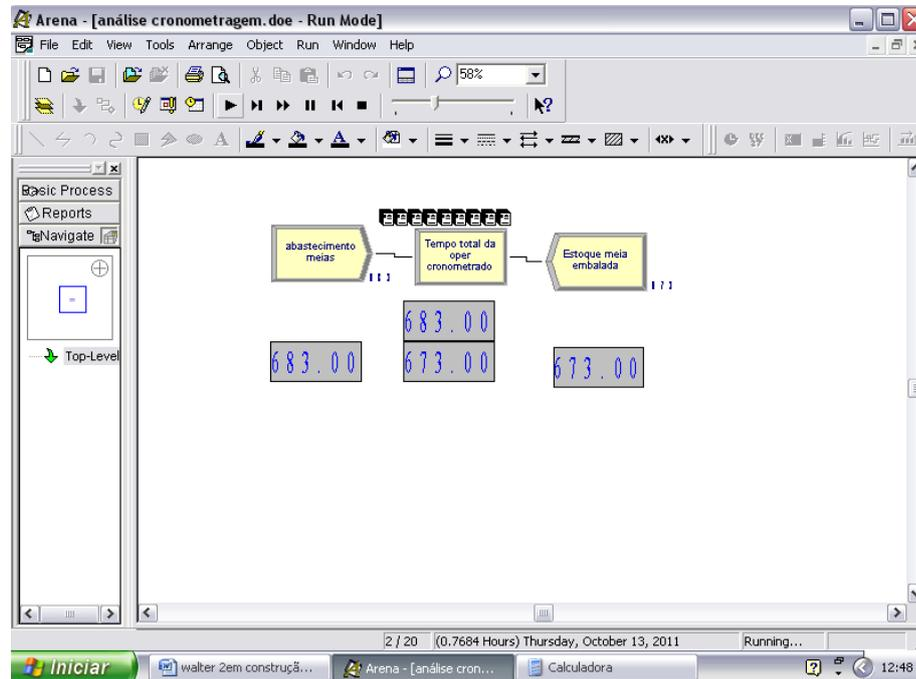 Arena - [análise cronometragem.doe - Run Mode]
File Edit View Tools Arrange Object Run Window Help
58%
Basic Process
Reports
Navigate
Top-Level
abastecimento
meias
Tempo total da
oper
cronometrado
Estoque meia
embalada
683.00
683.00
673.00
673.00
2 / 20 (0.7684 Hours) Thursday, October 13, 2011 Running...
Iniciar
walter 2em construçã...
Arena - [análise cron...
Calculadora
12:48